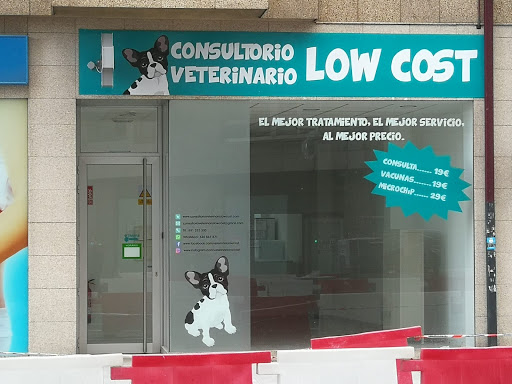 CONSULTORIO
VETERINARIO
LOW COST
EL MEJOR TRATAMIENTO, EL MEJOR SERVICIO,
AL MEJOR PRECIO.
CONSULTA....... 19€
VACUNAS.......19€
MICROCHIP....... 29€